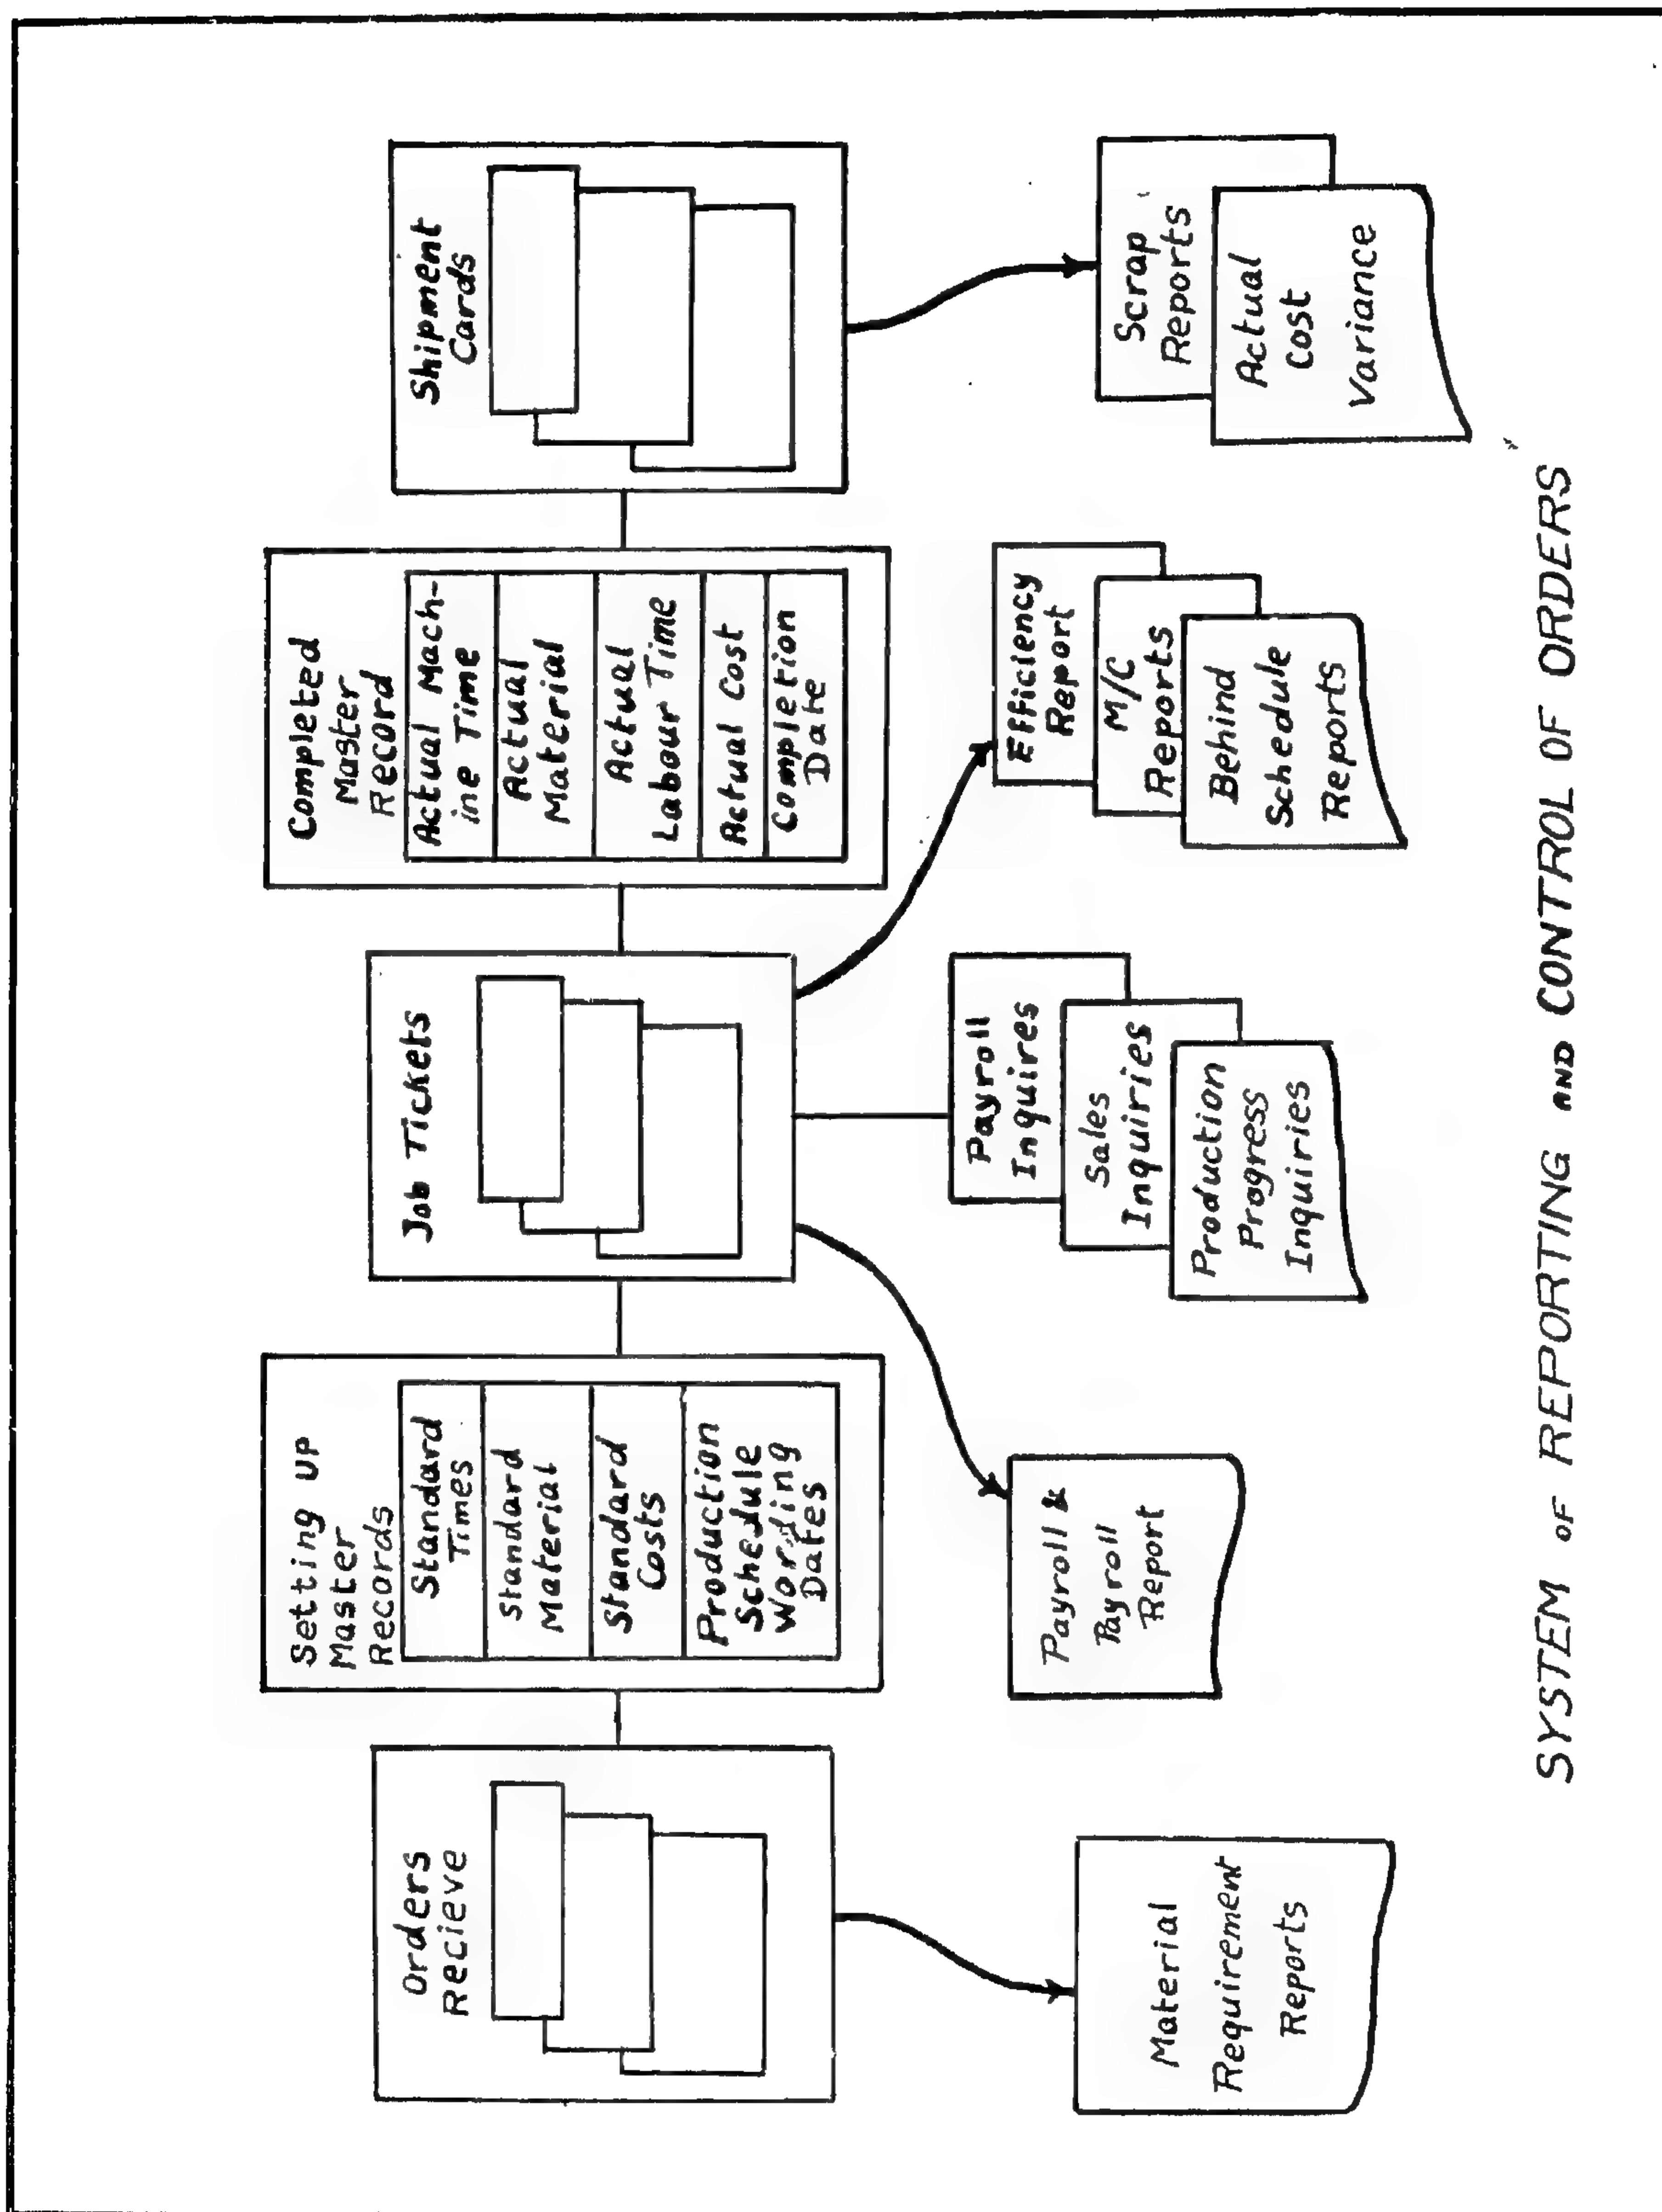 Orders
Recieve
Setting UP
Master
Records
Standard
Times
Standard
Material
Standard
Costs
Production
Schedule
Working
Dates
Job Tickets
Completed
Master
Record
Actual Mach-
ine Time
Actual
Material
Actual
Labour Time
Actual Cost
Completion
Date
Shipment
Cards
Material
Requirement
Reports
Payroll &
Payroll
Report
Payroll
Inquires
Sales
Inquiries
Production
Progress
Inquiries
Efficiency
Report
M/C
Reports
Behind
Schedule
Reports
Scrap
Reports
Actual
Cost
Variance
SYSTEM OF REPORTING AND CONTROL OF ORDERS